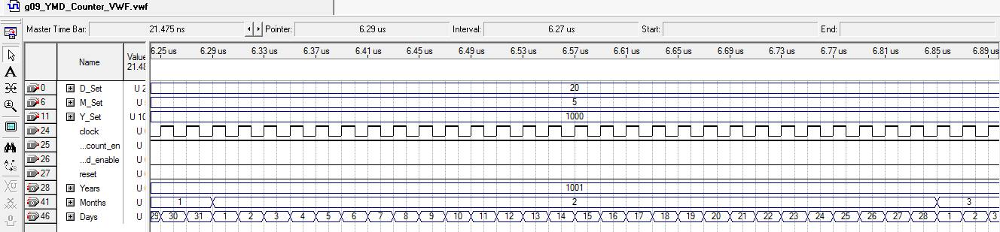 g09_YMD_Counter_VWF.vwf
Master Time Bar: 21.475 ns Pointer: 6.29 us Interval: 6.27 us Start: End:
Name Value 21.48 6.25 us 6.29 us 6.33 us 6.37 us 6.41 us 6.45 us 6.49 us 6.53 us 6.57 us 6.61 us 6.65 us 6.69 us 6.73 us 6.77 us 6.81 us 6.85 us 6.89 us
0 D_Set U 2 20
6 M_Set U 5
11 Y_Set U 10 1000
24 clock U
25 ...count_en U
26 ...d_enable U
27 reset U
28 Years U 1001
41 Months U 1 2 3
46 Days U 29 30 31 1 2 3 4 5 6 7 8 9 10 11 12 13 14 15 16 17 18 19 20 21 22 23 24 25 26 27 28 1 2 3